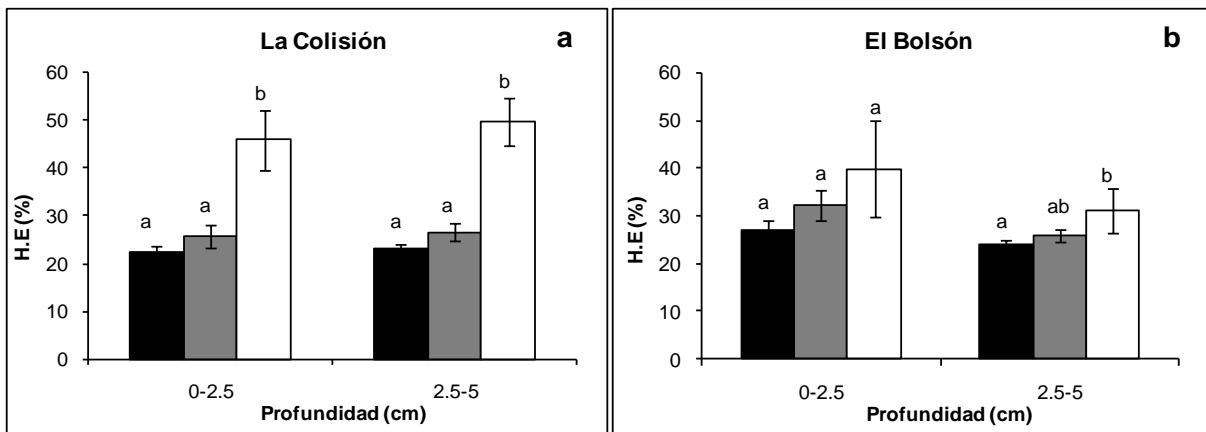 La Colisión
a
H.E (%)
60
50
40
30
20
10
0
a
a
b
a
a
b
0-2.5
2.5-5
Profundidad (cm)
El Bolsón
b
H.E (%)
60
50
40
30
20
10
0
a
a
a
a
ab
b
0-2.5
2.5-5
Profundidad (cm)